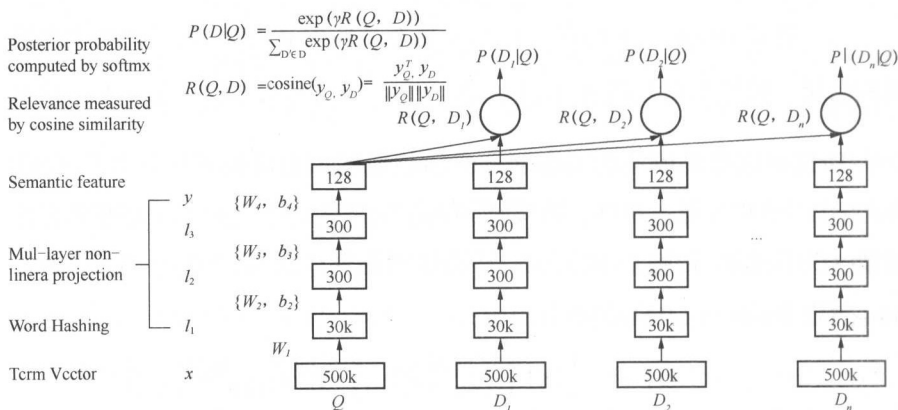 Posterior probability
computed by softmx
P(D|Q) = exp(γR(Q, D)) / ∑D'∈D exp(γR(Q, D))
R(Q, D) =cosine(yQ, yD)= yQ^T, yD / ||yQ|| ||yD||
Relevance measured
by cosine similarity
P(D1|Q) P(D2|Q) P|(Dn|Q)
R(Q, D1) R(Q, D2) R(Q, Dn)
Semantic feature 128 128 128 128
y {W4, b4}
l3 300 300 300 300
Mul-layer non-
linera projection
{W3, b3} ...
l2 300 300 300 300
{W2, b2}
Word Hashing l1 30k 30k 30k 30k
W1
Tcrm Vcctor x 500k 500k 500k 500k
Q D1 D2 Dn